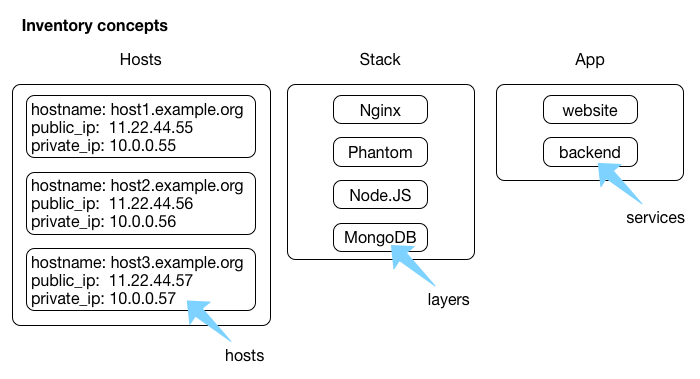 Inventory concepts
Hosts
hostname: host1.example.org
public_ip: 11.22.44.55
private_ip: 10.0.0.55
hostname: host2.example.org
public_ip: 11.22.44.56
private_ip: 10.0.0.56
hostname: host3.example.org
public_ip: 11.22.44.57
private_ip: 10.0.0.57
hosts
Stack
Nginx
Phantom
Node.JS
MongoDB
layers
App
website
backend
services